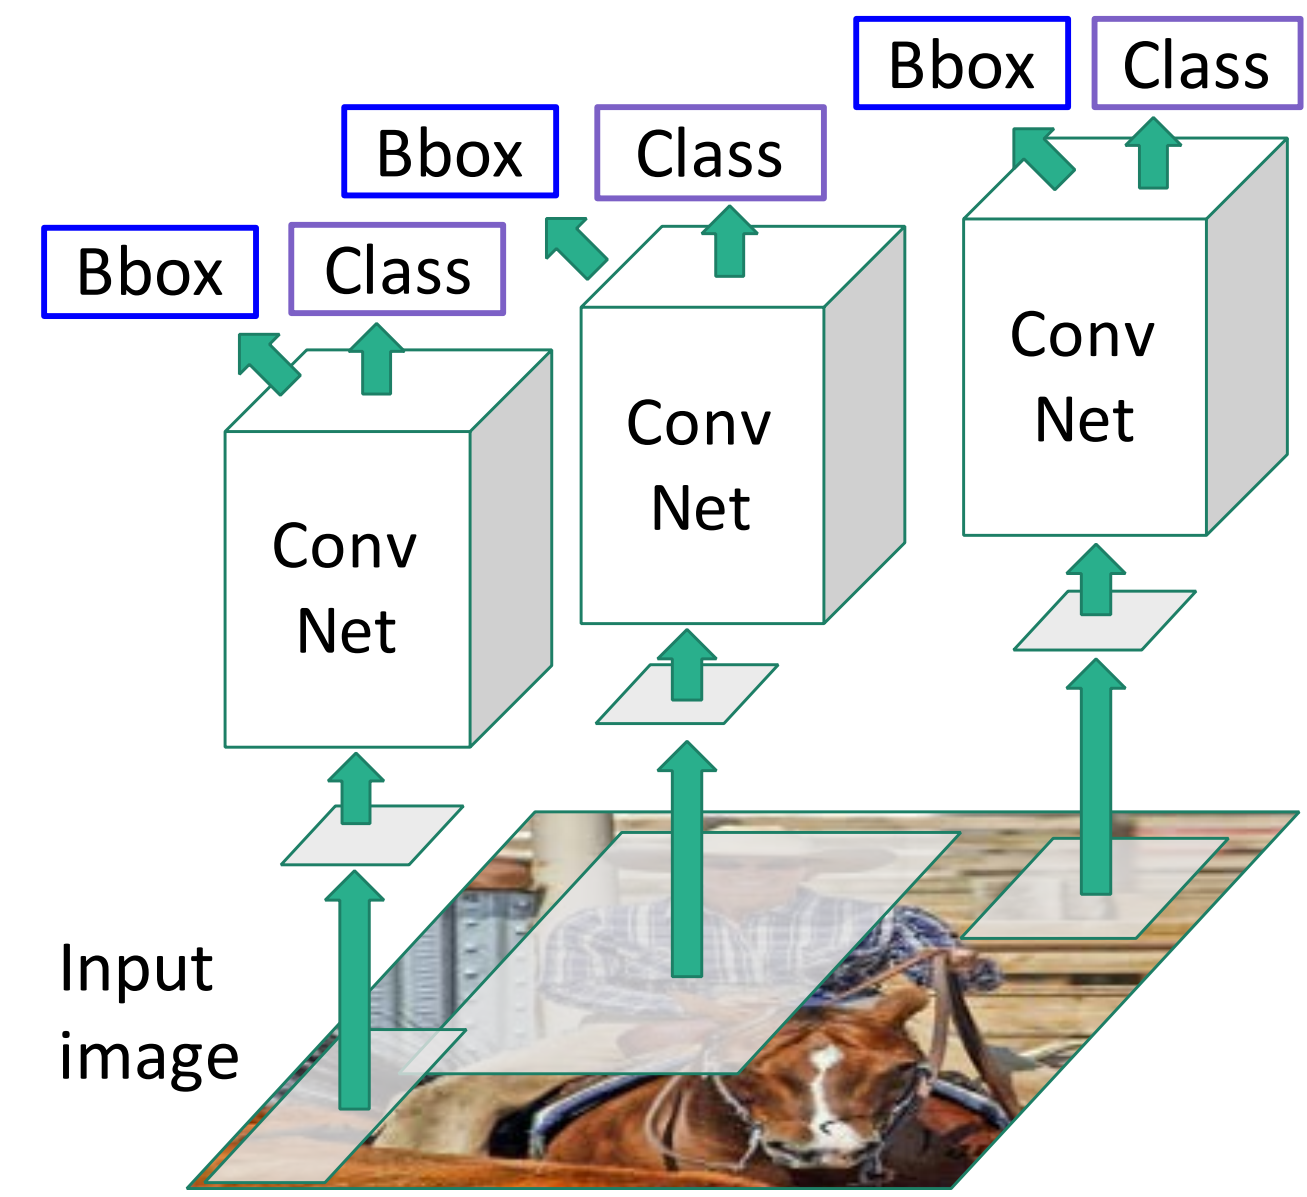 Bbox Class
Bbox Class
Bbox Class
Conv
Net
Conv
Net
Conv
Net
Input
image